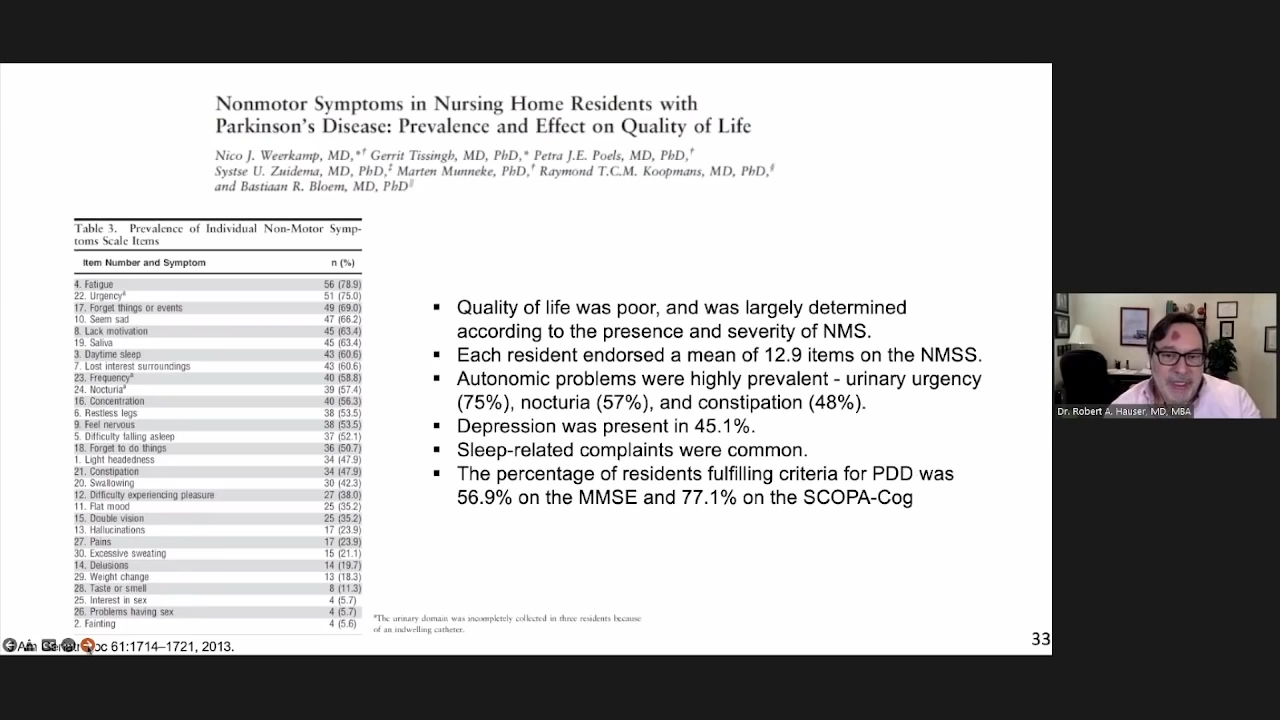 Nonmotor Symptoms in Nursing Home Residents with
Parkinson's Disease: Prevalence and Effect on Quality of Life
Nico J. Weerkamp, MD,*† Gerrit Tissingh, MD, PhD,* Petra J.E. Poels, MD, PhD,†
Systse U. Zuidema, MD, PhD,‡ Marten Munneke, PhD,† Raymond T.C.M. Koopmans, MD, PhD,§
and Bastiaan R. Bloem, MD, PhD||
Table 3. Prevalence of Individual Non-Motor Symp-
toms Scale Items
Item Number and Symptom n (%)
4. Fatigue 56 (78.9)
22. Urgencyª 51 (75.0)
17. Forget things or events 49 (69.0)
10. Seem sad 47 (66.2)
8. Lack motivation 45 (63.4)
19. Saliva 45 (63.4)
3. Daytime sleep 43 (60.6)
7. Lost interest surroundings 43 (60.6)
23. Frequencyª 40 (58.8)
24. Nocturiaª 39 (57.4)
16. Concentration 40 (56.3)
6. Restless legs 38 (53.5)
9. Feel nervous 38 (53.5)
5. Difficulty falling asleep 37 (52.1)
18. Forget to do things 36 (50.7)
1. Light headedness 34 (47.9)
21. Constipation 34 (47.9)
20. Swallowing 30 (42.3)
12. Difficulty experiencing pleasure 27 (38.0)
11. Flat mood 25 (35.2)
15. Double vision 25 (35.2)
13. Hallucinations 17 (23.9)
27. Pains 17 (23.9)
30. Excessive sweating 15 (21.1)
14. Delusions 14 (19.7)
29. Weight change 13 (18.3)
28. Taste or smell 8 (11.3)
25. Interest in sex 4 (5.7)
26. Problems having sex 4 (5.7)
2. Fainting 4 (5.6)
▪ Quality of life was poor, and was largely determined
according to the presence and severity of NMS.
▪ Each resident endorsed a mean of 12.9 items on the NMSS.
▪ Autonomic problems were highly prevalent - urinary urgency
(75%), nocturia (57%), and constipation (48%).
▪ Depression was present in 45.1%.
▪ Sleep-related complaints were common.
▪ The percentage of residents fulfilling criteria for PDD was
56.9% on the MMSE and 77.1% on the SCOPA-Cog
ªThe urinary domain was incompletely collected in three residents because
of an indwelling catheter.
61:1714–1721, 2013.
33
Dr. Robert A. Hauser, MD, MBA